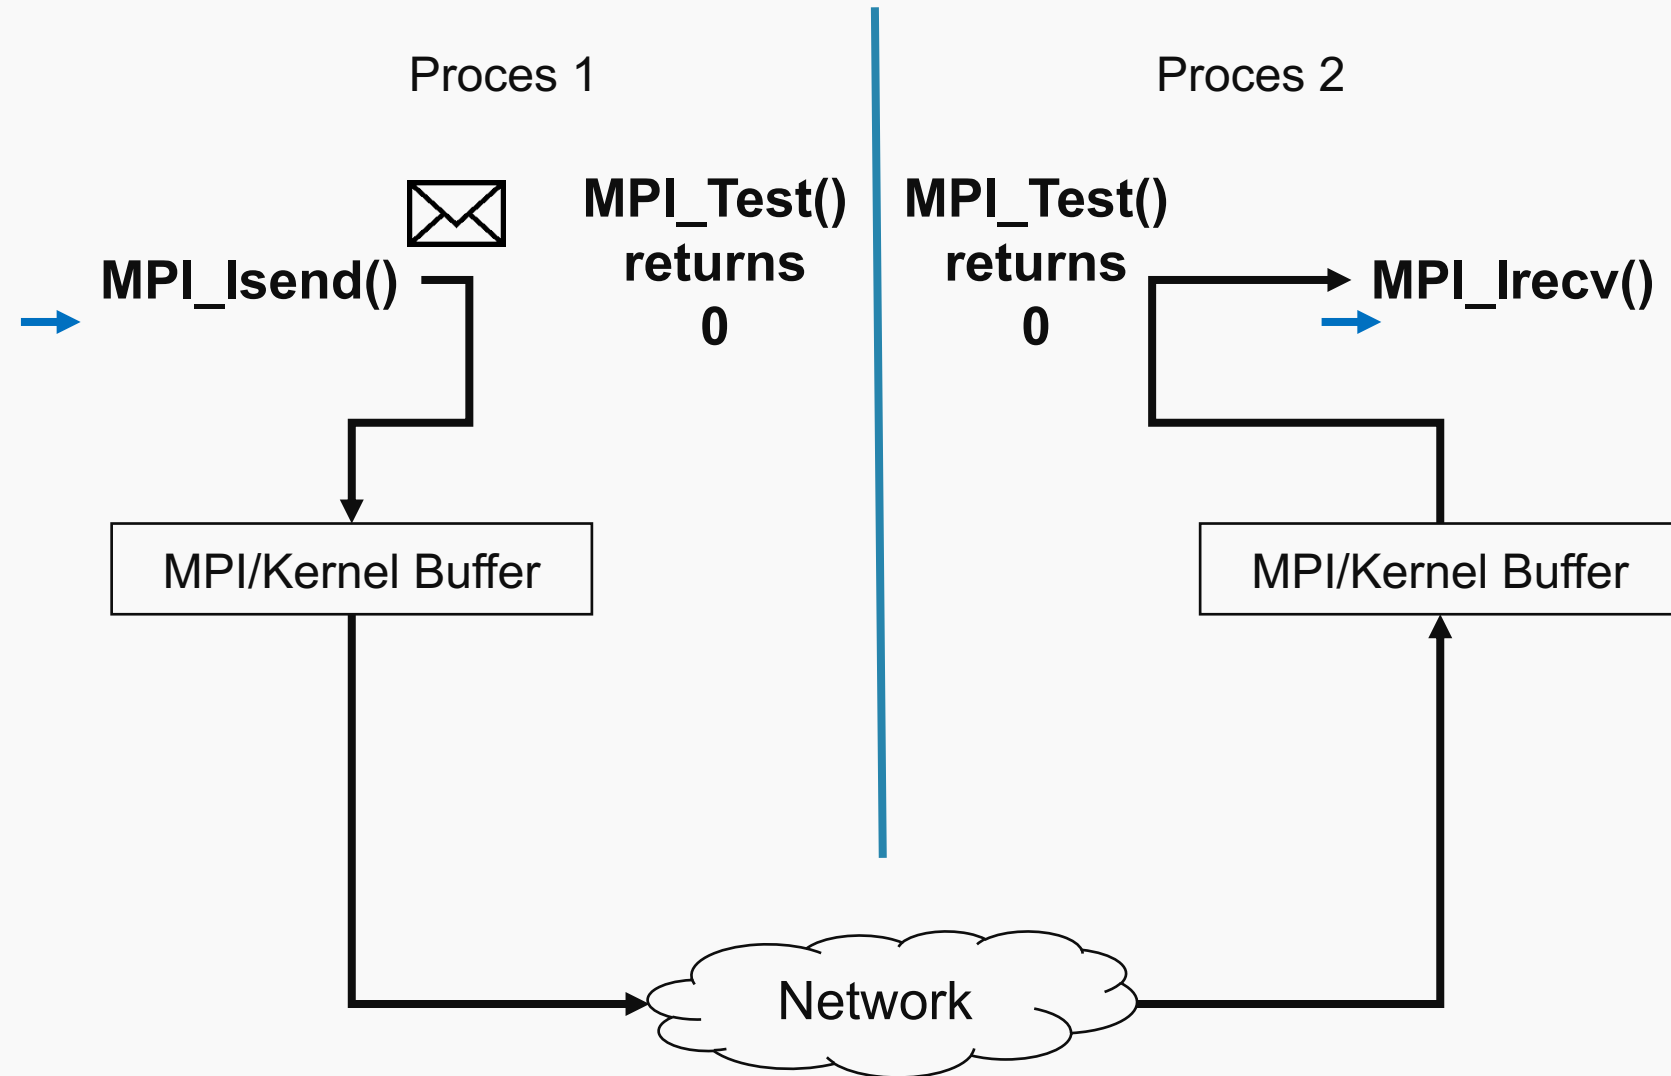 Proces 1
Proces 2
MPI_Test()
returns
0
MPI_Test()
returns
0
MPI_Isend()
MPI_Irecv()
MPI/Kernel Buffer
MPI/Kernel Buffer
Network